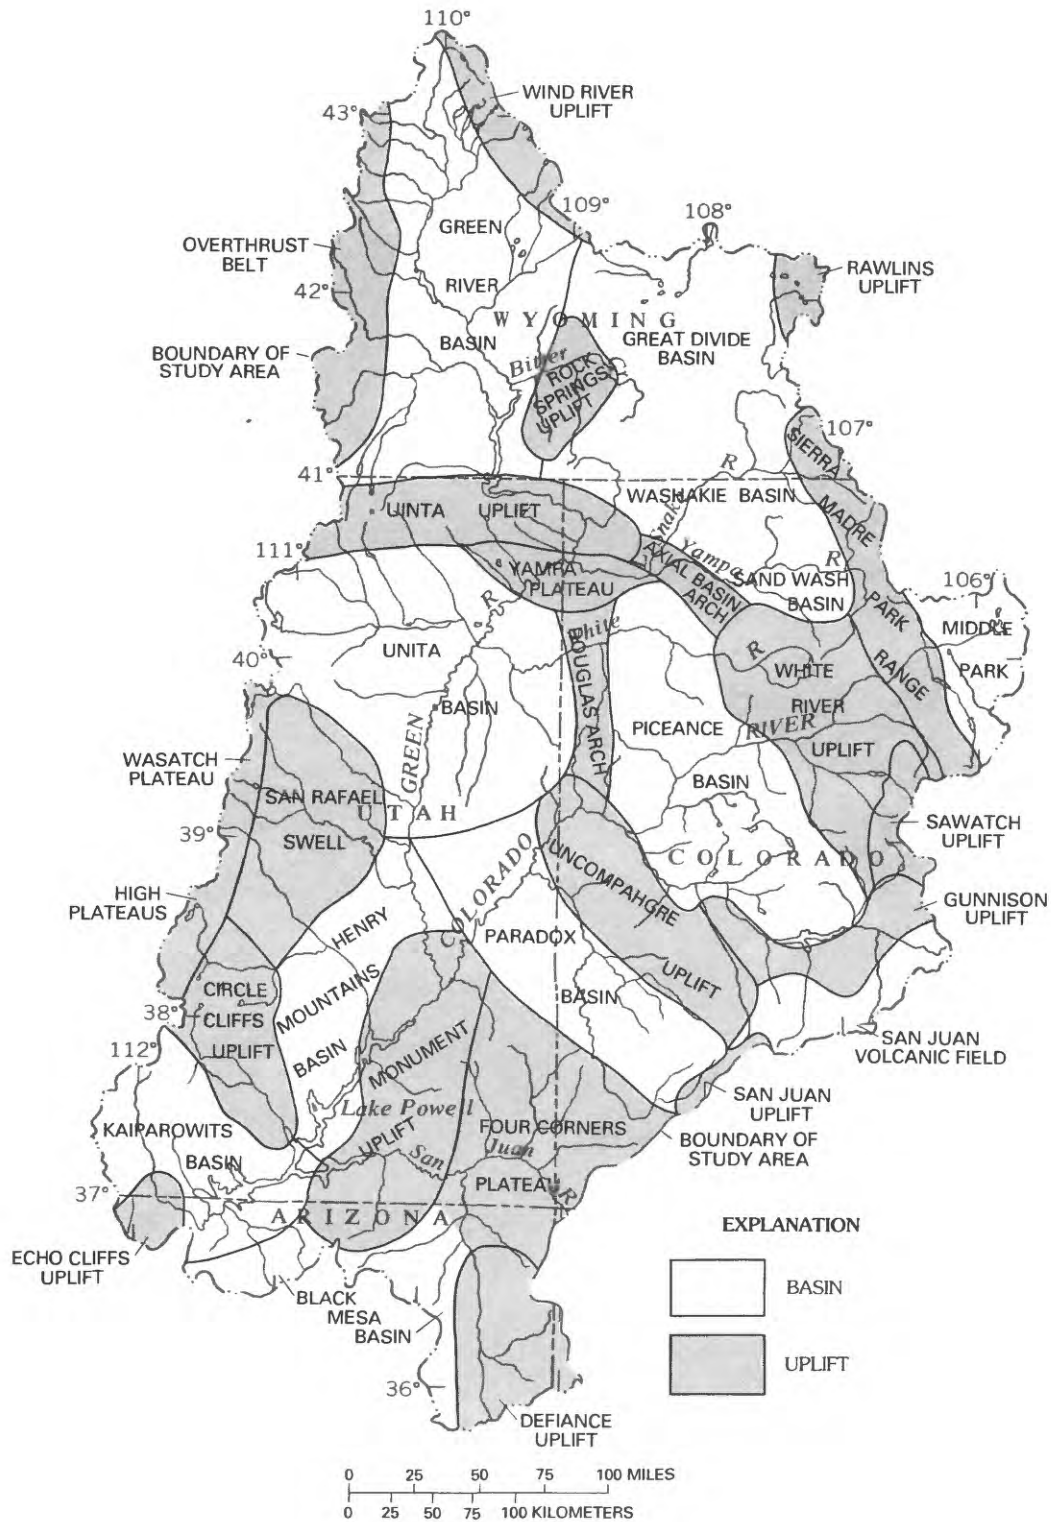 110°
WIND RIVER
UPLIFT
43°
109°
108°
GREEN
OVERTHRUST
BELT
RAWLINS
UPLIFT
RIVER
42°
WYOMING
BASIN
GREAT DIVIDE
BASIN
BOUNDARY OF
STUDY AREA
Bitter
ROCK
SPRINGS
UPLIFT
107°
SIERRA
R
41°
WASHAKIE BASIN
MADRE
UINTA UPLIFT
Snake
111°
Yampa
R
YAMPA
PLATEAU
AXIAL BASIN
ARCH
SAND WASH
BASIN
106°
PARK
MIDDLE
R
White
40°
UNITA
DOUGLAS ARCH
R
WHITE
PARK
RANGE
BASIN
RIVER
PICEANCE
RIVER
GREEN
UPLIFT
WASATCH
PLATEAU
BASIN
SAN RAFAEL
UTAH
39°
SWELL
SAWATCH
UPLIFT
COLORADO
COLORADO
UNCOMPAHGRE
HIGH
PLATEAUS
GUNNISON
UPLIFT
HENRY
PARADOX
UPLIFT
CIRCLE
MOUNTAINS
BASIN
38°
CLIFFS
SAN JUAN
VOLCANIC FIELD
MONUMENT
UPLIFT
112°
BASIN
SAN JUAN
UPLIFT
Lake Powell
KAIPAROWITS
FOUR CORNERS
BOUNDARY OF
STUDY AREA
UPLIFT
San
Juan
BASIN
PLATEAU
R
37°
ARIZONA
EXPLANATION
ECHO CLIFFS
UPLIFT
BASIN
BLACK
MESA
BASIN
UPLIFT
36°
DEFIANCE
UPLIFT
0 25 50 75 100 MILES
0 25 50 75 100 KILOMETERS